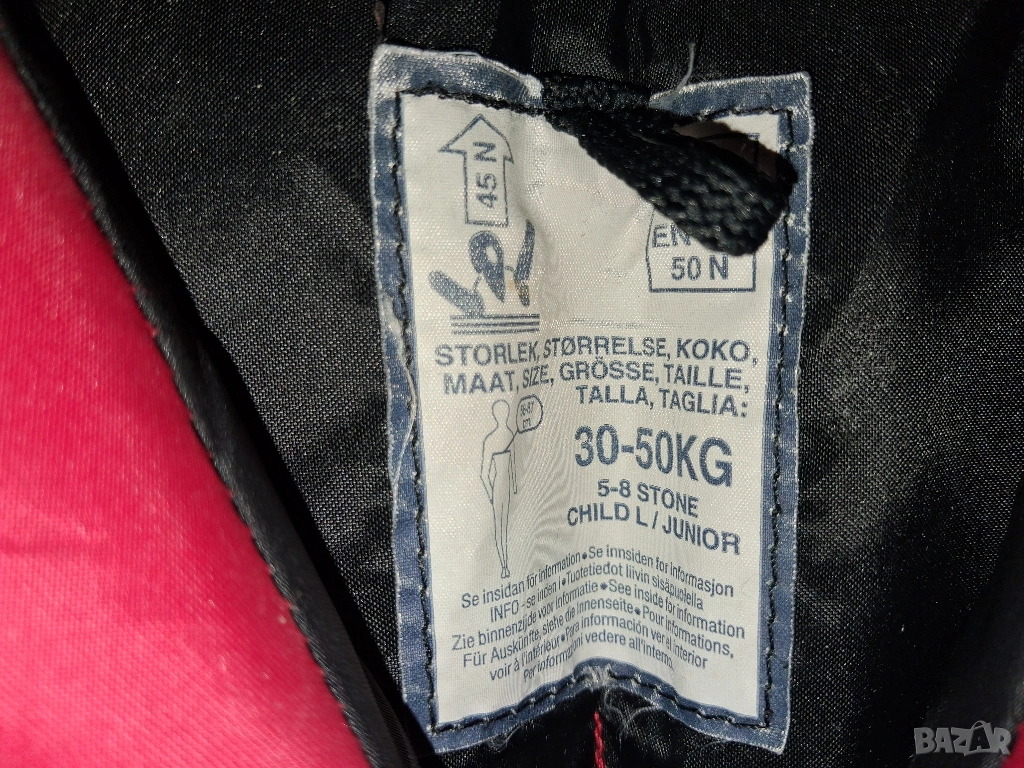 45 N
EN
50 N
STORLEK, STØRRELSE, KOKO,
MAAT, SIZE, GRÖSSE, TAILLE,
TALLA, TAGLIA:
cm
30-50KG
5-8 STONE
CHILD L / JUNIOR
Se insidan för information • Se innsiden for informasjon
INFO - se inden i • Tuotetiedot liivin sisäpuolella
Zie binnenzijde voor informatie • See inside for information
Für Auskünfte, siehe die Innenseite • Pour informations,
voir à l'intérieur • Para información ver el interior
Per informazioni vedere all'interno
BAZAR